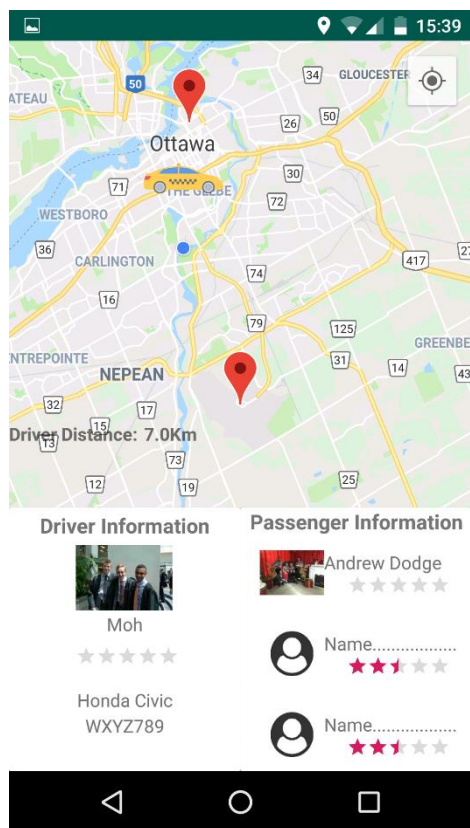 15:39
34
GLOUCESTER
50
ATEAU
26
50
Ottawa
30
71
THE GLEBE
72
WESTBORO
36
27
CARLINGTON
417
74
16
79
125
GREENBE
NTREPOINTE
31
14
NEPEAN
43
32
17
15
Driver Distance: 7.0Km
13
73
12
19
25
Driver Information
Moh
Honda Civic
WXYZ789
Passenger Information
Andrew Dodge
Name..................
Name..................